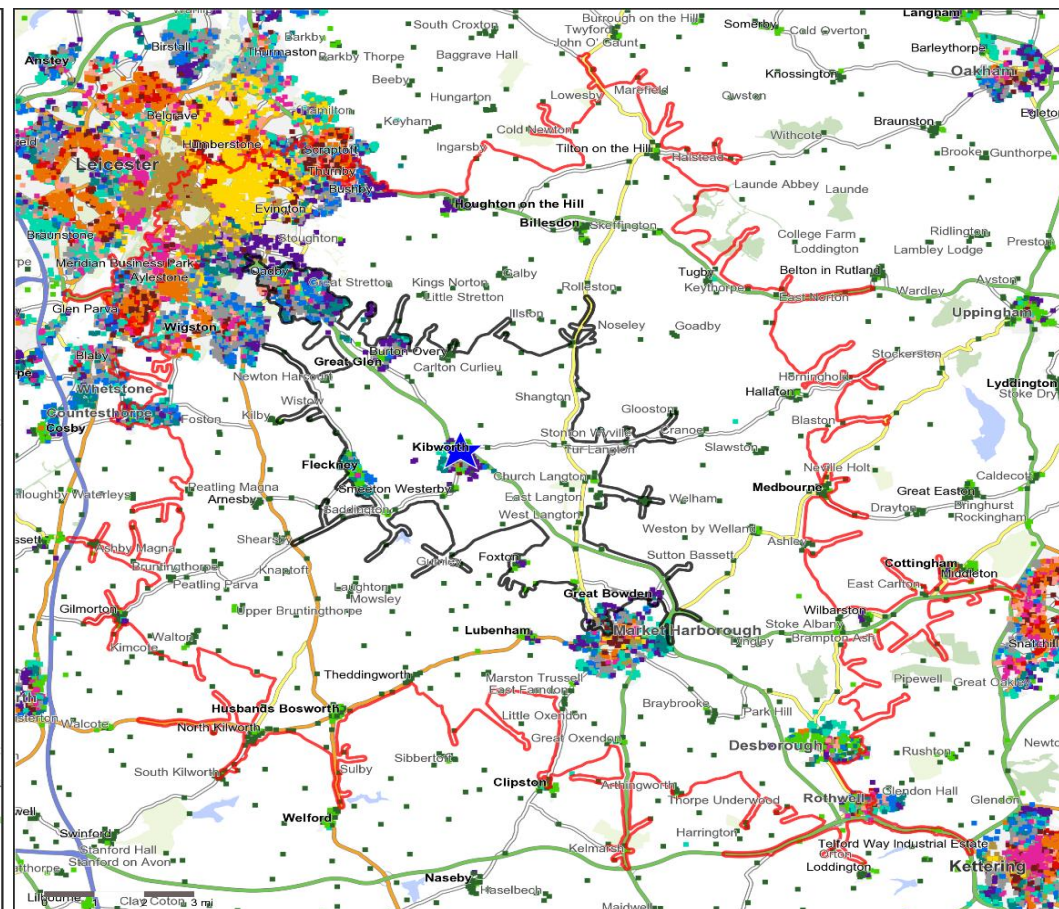 South Croxton
Burrough on the Hill
Twyford
John O' Gaunt
Somerby
Cold Overton
Langham
Birstall
Barkby
Barkby Thorpe
Baggrave Hall
Barleythorpe
Anstey
Thurmaston
Beeby
Knossington
Oakham
Hungarton
Lowesby
Marefield
Owston
Belgrave
Hamilton
Keyham
Cold Newton
Withcote
Braunston
Egleton
Humberstone
Scraptoft
Ingarsby
Tilton on the Hill
Halstead
Brooke
Gunthorpe
Leicester
Thurnby
Bushby
Launde Abbey
Launde
Houghton on the Hill
Evington
Billesdon
Skeffington
College Farm
Loddington
Ridlington
Lambley Lodge
Preston
Braunstone
Stoughton
Meridian Business Park
Oadby
Great Stretton
Galby
Tugby
Belton in Rutland
Aylestone
Kings Norton
Little Stretton
Rolleston
Keythorpe
East Norton
Wardley
Ayston
Glen Parva
Illston
Noseley
Goadby
Uppingham
Wigston
Burton Overy
Great Glen
Carlton Curlieu
Stockerston
Blaby
Newton Harcourt
Horninghold
Whetstone
Wistow
Shangton
Hallaton
Lyddington
Stoke Dry
Countesthorpe
Foston
Kilby
Glooston
Cranoe
Blaston
Cosby
Kibworth
Stonton Wyville
Tur Langton
Slawston
Fleckney
Church Langton
Neville Holt
Caldecott
Peatling Magna
Smeeton Westerby
East Langton
Welham
Medbourne
Great Easton
Willoughby Waterleys
Arnesby
Saddington
West Langton
Drayton
Bringhurst
Rockingham
Weston by Welland
Shearsby
Ashley
Ashby Magna
Gumley
Foxton
Sutton Bassett
Bruntingthorpe
Knaptoft
Cottingham
Middleton
Peatling Parva
Laughton
Mowsley
East Carlton
Great Bowden
Gilmorton
Upper Bruntingthorpe
Wilbarston
Lubenham
Market Harborough
Stoke Albany
Brampton Ash
Dingley
Walton
Kimcote
Theddingworth
Marston Trussell
East Farndon
Pipewell
Great Oakley
Husbands Bosworth
Little Oxendon
Braybrooke
Park Hill
Walcote
North Kilworth
Great Oxendon
Desborough
Rushton
South Kilworth
Sulby
Sibbertoft
Clipston
Arthingworth
Thorpe Underwood
Rothwell
Glendon Hall
Glendon
Welford
Swinford
Stanford Hall
Stanford on Avon
Harrington
Kelmarsh
Telford Way Industrial Estate
Orton
Loddington
Kettering
Naseby
Haselbech
Lilbourne
Clay Coton
Maidwell
0 1 2 3 mi